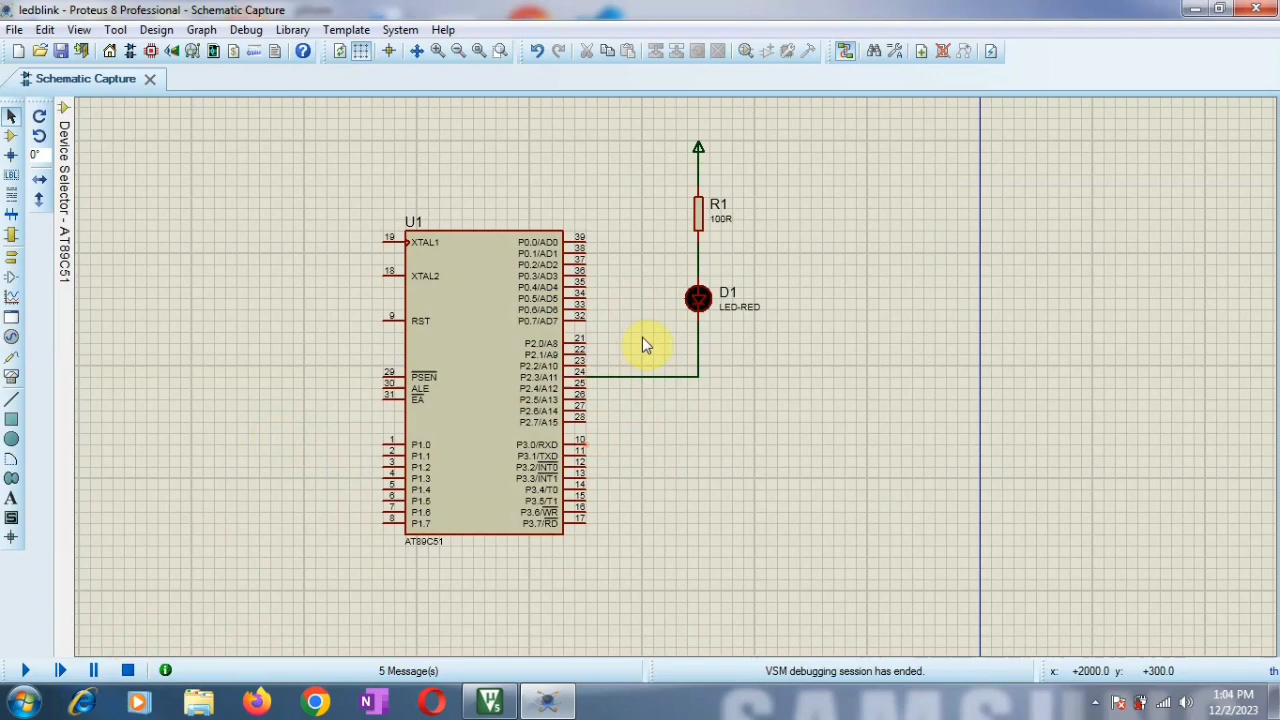 ledblink - Proteus 8 Professional - Schematic Capture
File Edit View Tool Design Graph Debug Library Template System Help
Schematic Capture
0°
LBL
Device Selector - AT89C51
R1
100R
D1
LED-RED
U1
19 XTAL1 P0.0/AD0 39
P0.1/AD1 38
P0.2/AD2 37
18 XTAL2 P0.3/AD3 36
P0.4/AD4 35
P0.5/AD5 34
P0.6/AD6 33
9 RST P0.7/AD7 32
P2.0/A8 21
P2.1/A9 22
P2.2/A10 23
29 PSEN P2.3/A11 24
30 ALE P2.4/A12 25
31 EA P2.5/A13 26
P2.6/A14 27
P2.7/A15 28
1 P1.0 P3.0/RXD 10
2 P1.1 P3.1/TXD 11
3 P1.2 P3.2/INT0 12
4 P1.3 P3.3/INT1 13
5 P1.4 P3.4/T0 14
6 P1.5 P3.5/T1 15
7 P1.6 P3.6/WR 16
8 P1.7 P3.7/RD 17
AT89C51
5 Message(s) VSM debugging session has ended. x: +2000.0 y: +300.0 th
1:04 PM
12/2/2023